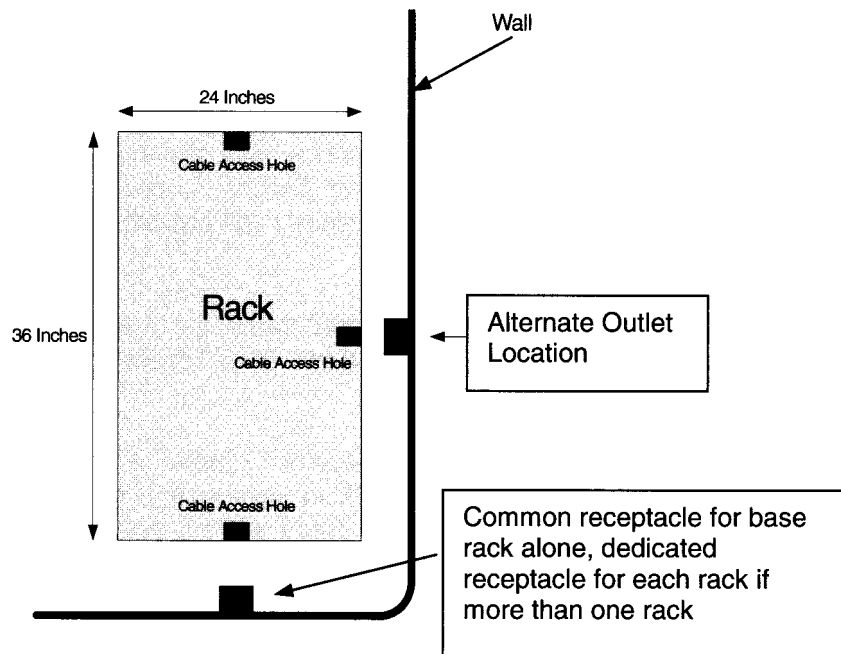 Wall
24 Inches
Cable Access Hole
Rack
36 Inches
Cable Access Hole
Alternate Outlet
Location
Cable Access Hole
Common receptacle for base
rack alone, dedicated
receptacle for each rack if
more than one rack